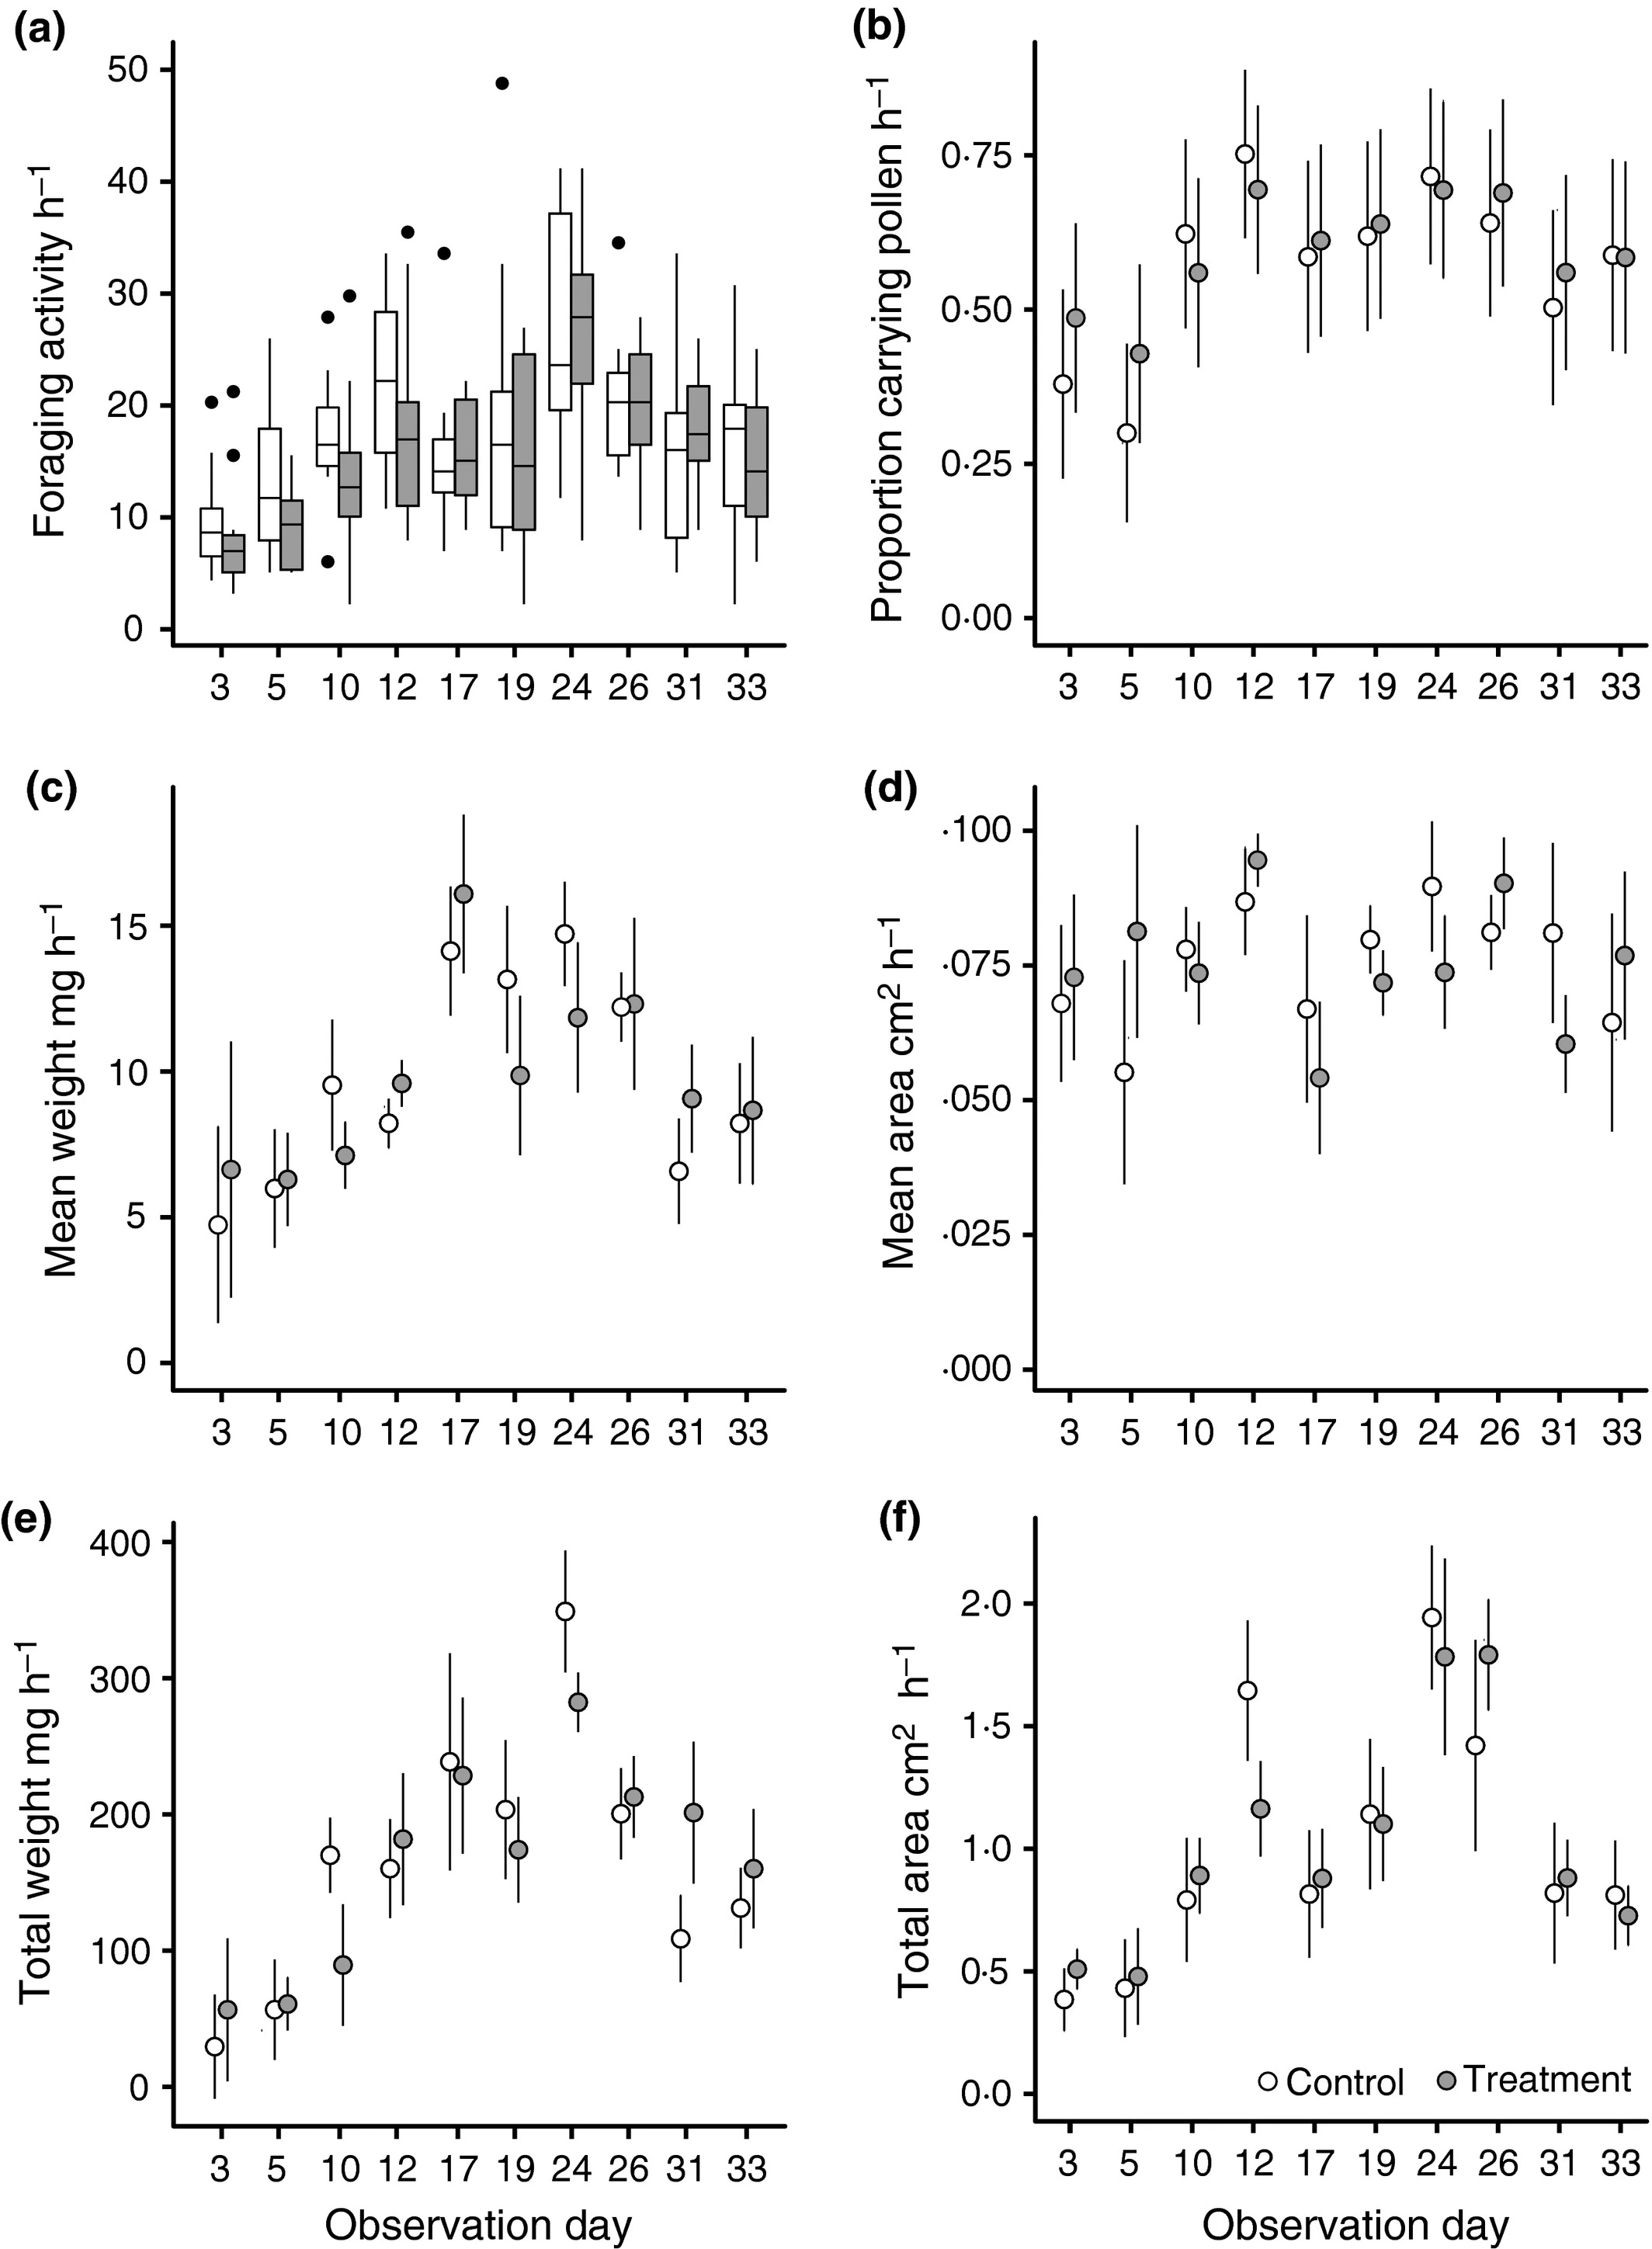 (a)
Foraging activity h⁻¹
50
40
30
20
10
0
3 5 10 12 17 19 24 26 31 33
(b)
Proportion carrying pollen h⁻¹
0·75
0·50
0·25
0·00
3 5 10 12 17 19 24 26 31 33
(c)
Mean weight mg h⁻¹
15
10
5
0
3 5 10 12 17 19 24 26 31 33
(d)
Mean area cm² h⁻¹
·100
·075
·050
·025
·000
3 5 10 12 17 19 24 26 31 33
(e)
Total weight mg h⁻¹
400
300
200
100
0
3 5 10 12 17 19 24 26 31 33
Observation day
(f)
Total area cm² h⁻¹
2·0
1·5
1·0
0·5
0·0
Control Treatment
3 5 10 12 17 19 24 26 31 33
Observation day